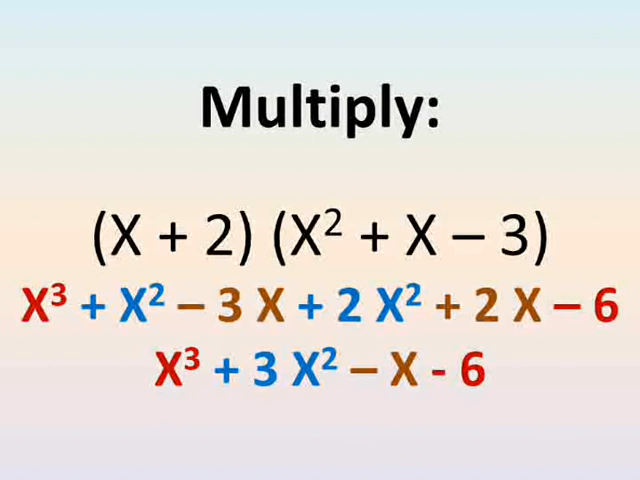 Multiply:
(X + 2) (X² + X – 3)
X³ + X² – 3 X + 2 X² + 2 X – 6
X³ + 3 X² – X - 6